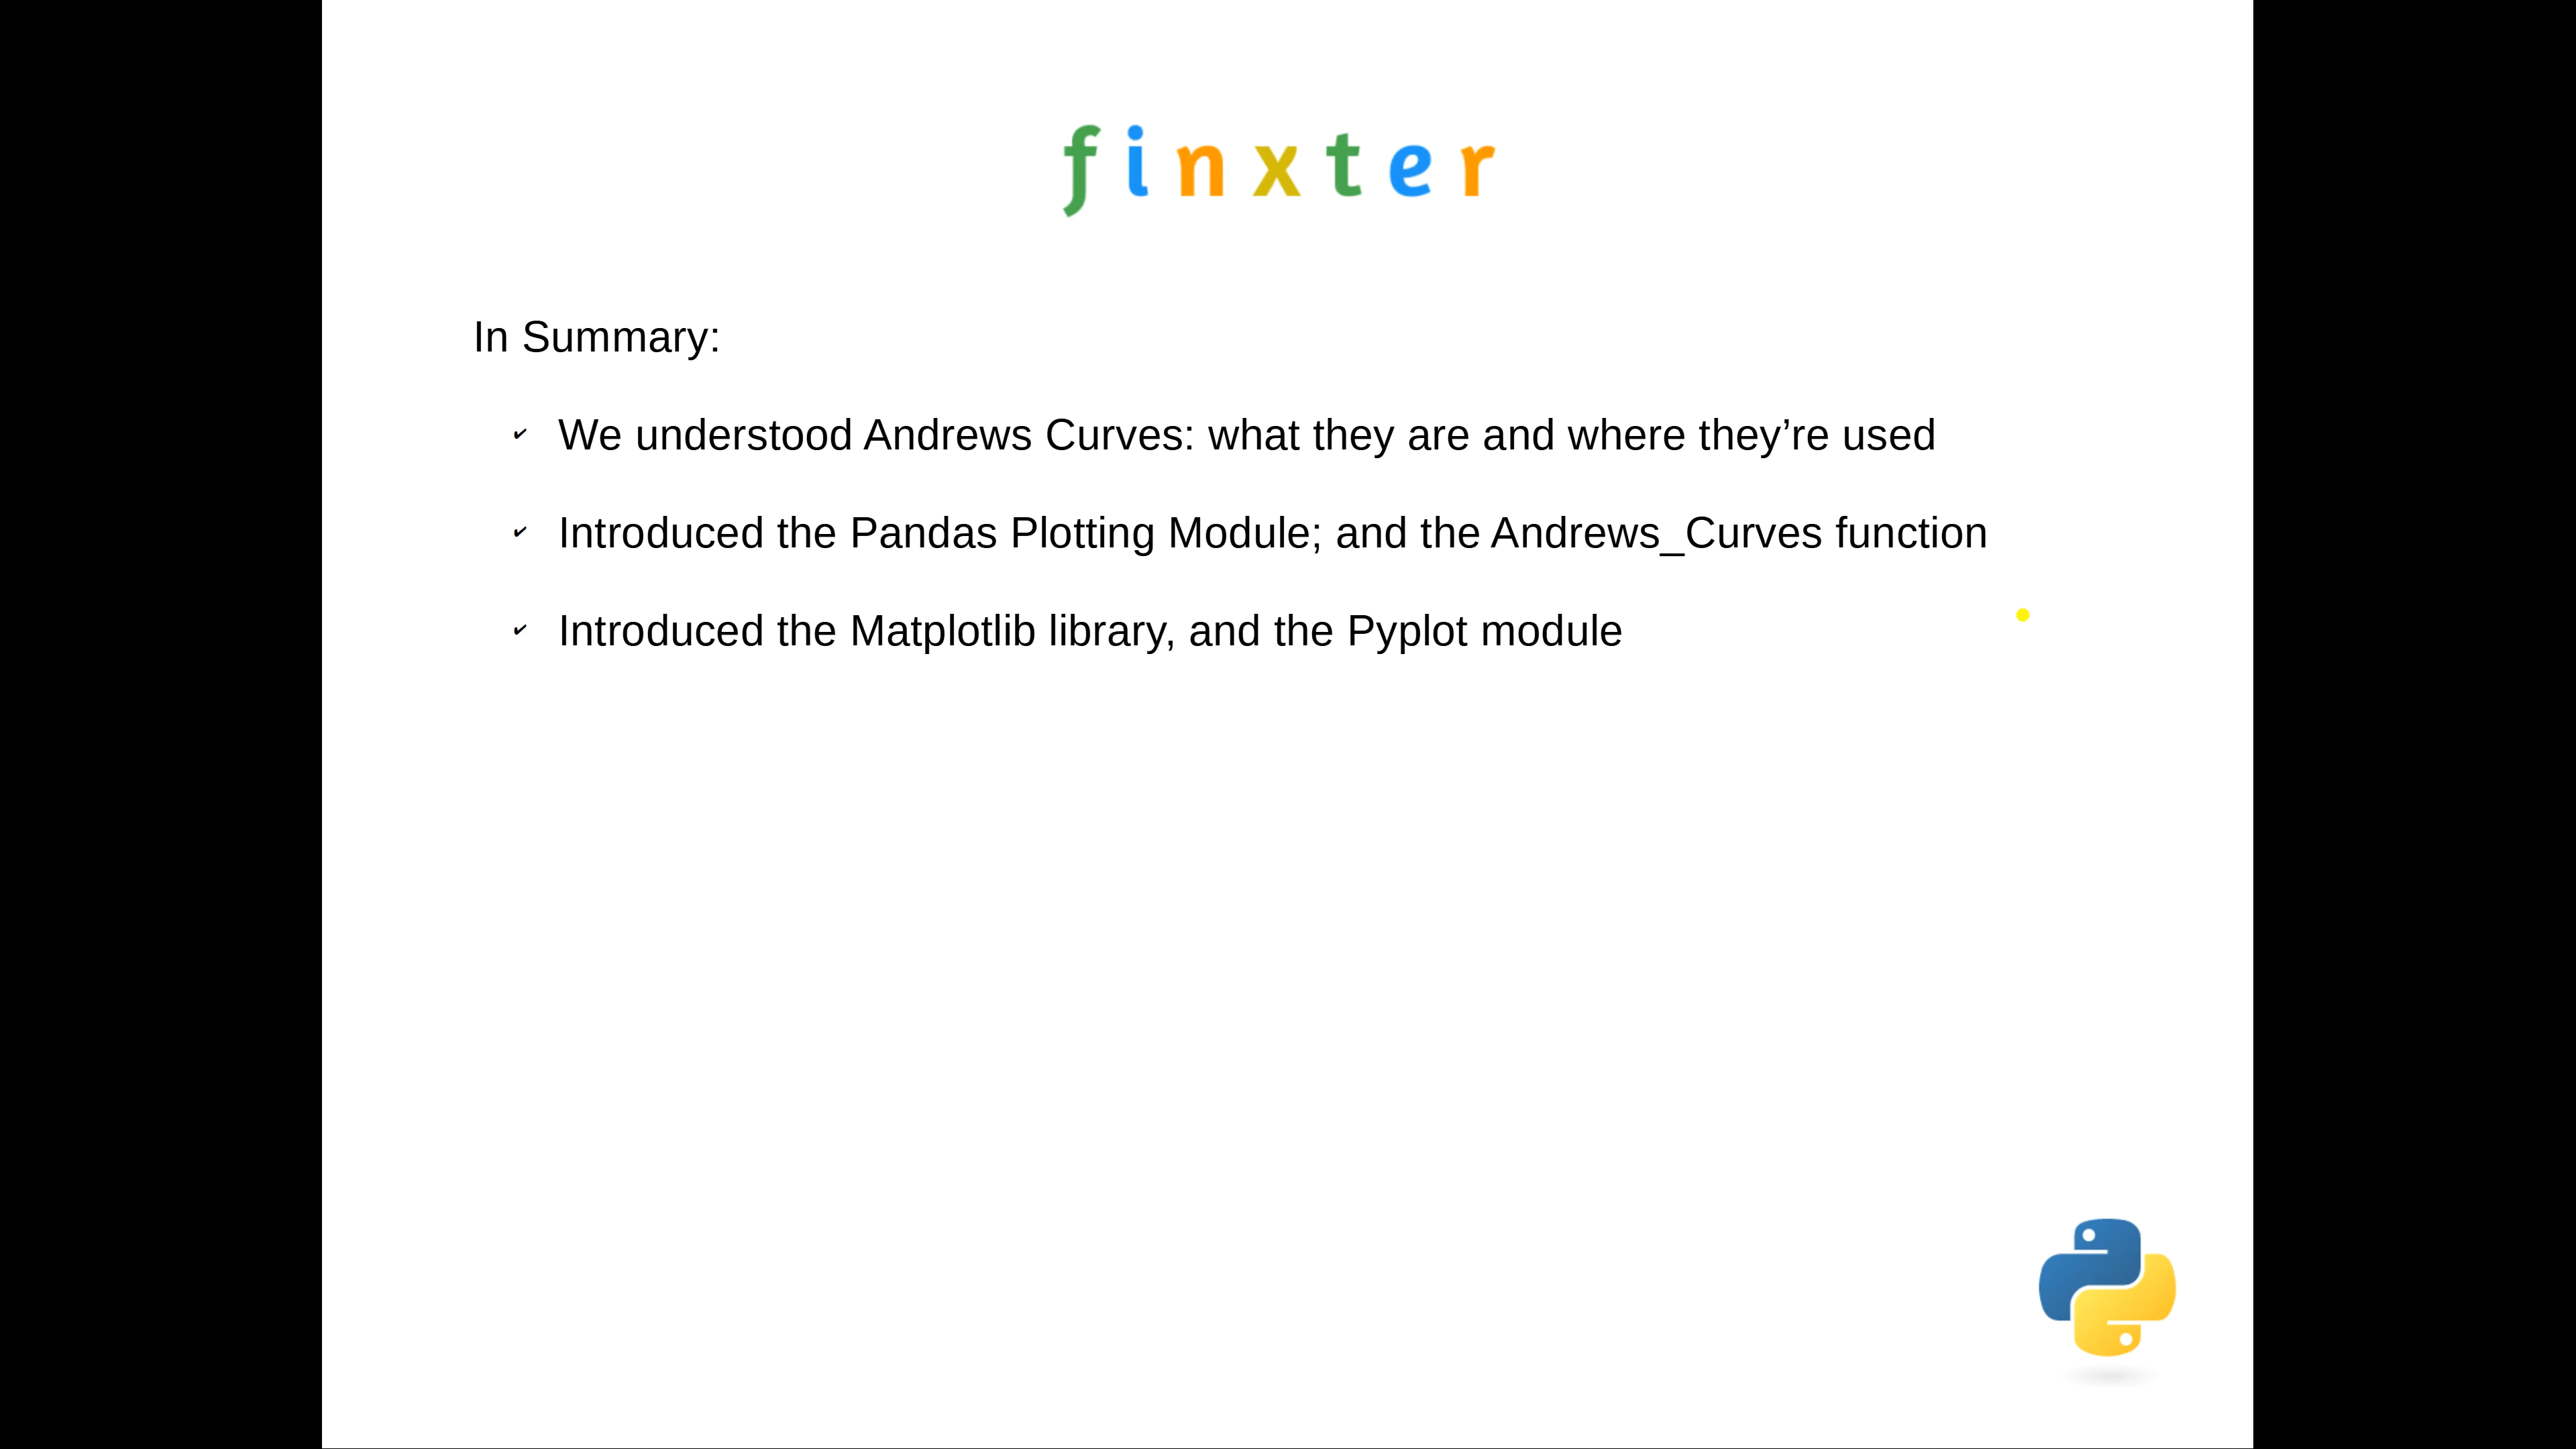 finxter
In Summary:
✔ We understood Andrews Curves: what they are and where they’re used
✔ Introduced the Pandas Plotting Module; and the Andrews_Curves function
✔ Introduced the Matplotlib library, and the Pyplot module